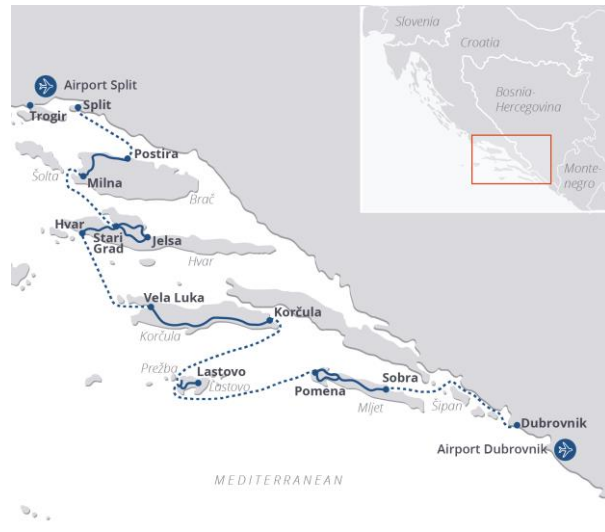 Slovenia
Croatia
Bosnia-
Hercegovina
Monte-
negro
Airport Split
Trogir
Split
Postira
Šolta
Milna
Brač
Hvar
Stari
Grad
Jelsa
Hvar
Vela Luka
Korčula
Korčula
Prežba
Lastovo
Lastovo
Pomena
Sobra
Mljet
Šipan
Dubrovnik
Airport Dubrovnik
MEDITERRANEAN